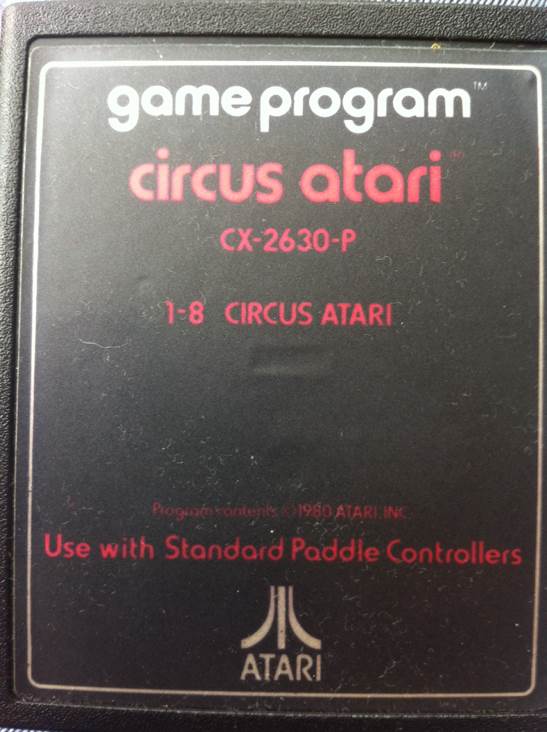 game program™
circus atari™
CX-2630-P
1-8 CIRCUS ATARI
Program contents ©1980 ATARI, INC.
Use with Standard Paddle Controllers
ATARI